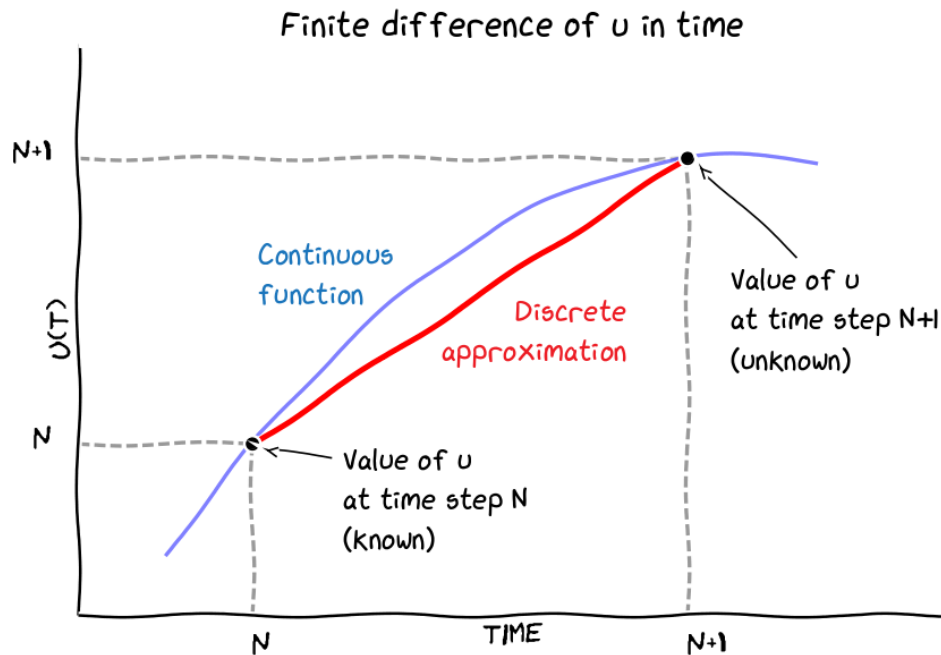 Finite difference of u in time
N+1
Continuous
function
Value of u
at time step N+1
(unknown)
Discrete
approximation
U(T)
N
Value of u
at time step N
(known)
N
TIME
N+1